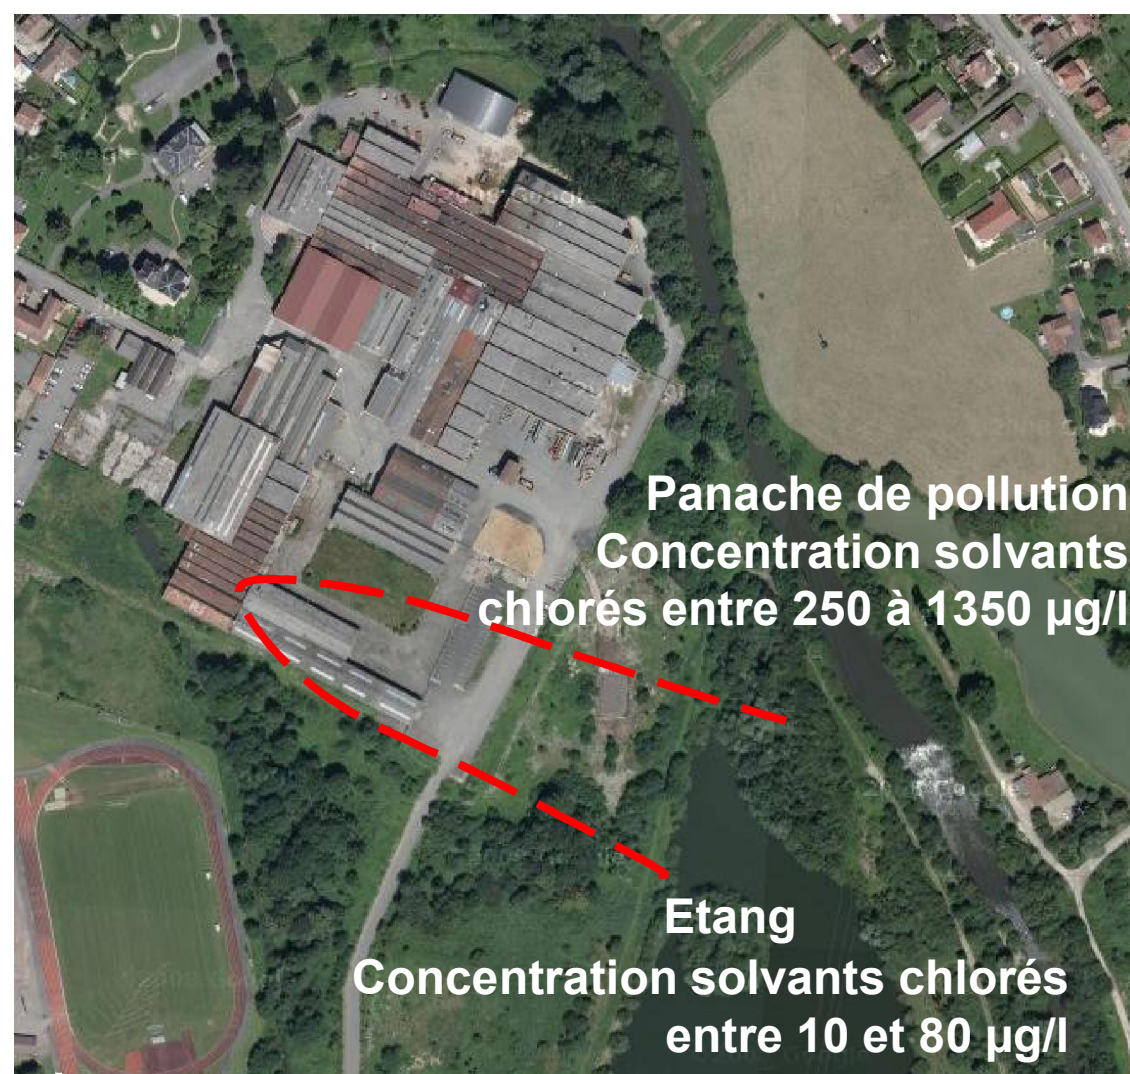 Panache de pollution
Concentration solvants
chlorés entre 250 à 1350 µg/l
Etang
Concentration solvants chlorés
entre 10 et 80 µg/l